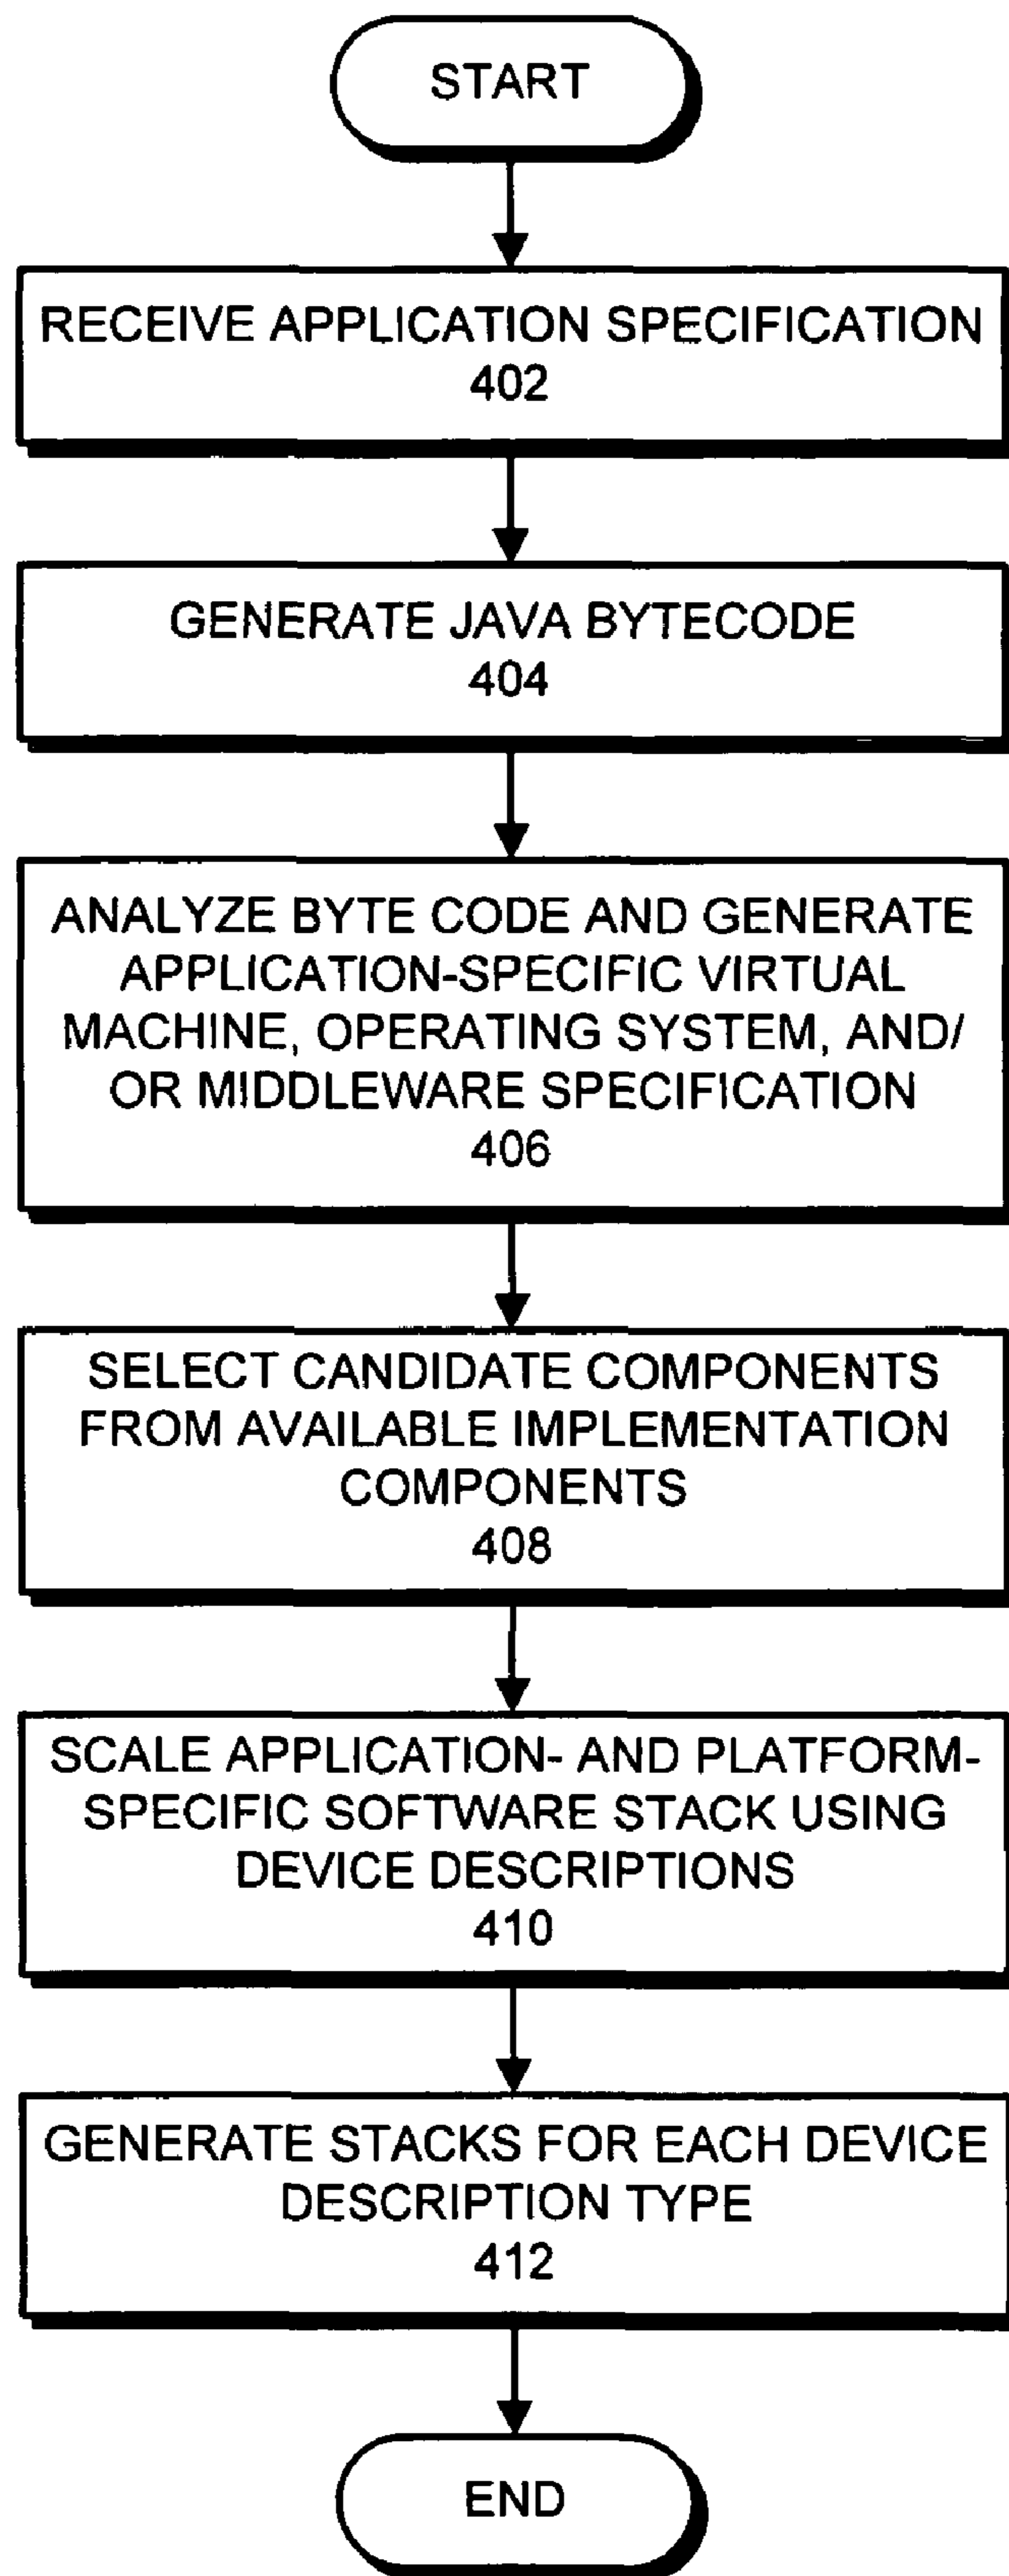 START
RECEIVE APPLICATION SPECIFICATION
402
GENERATE JAVA BYTECODE
404
ANALYZE BYTE CODE AND GENERATE
APPLICATION-SPECIFIC VIRTUAL
MACHINE, OPERATING SYSTEM, AND/
OR MIDDLEWARE SPECIFICATION
406
SELECT CANDIDATE COMPONENTS
FROM AVAILABLE IMPLEMENTATION
COMPONENTS
408
SCALE APPLICATION- AND PLATFORM-
SPECIFIC SOFTWARE STACK USING
DEVICE DESCRIPTIONS
410
GENERATE STACKS FOR EACH DEVICE
DESCRIPTION TYPE
412
END